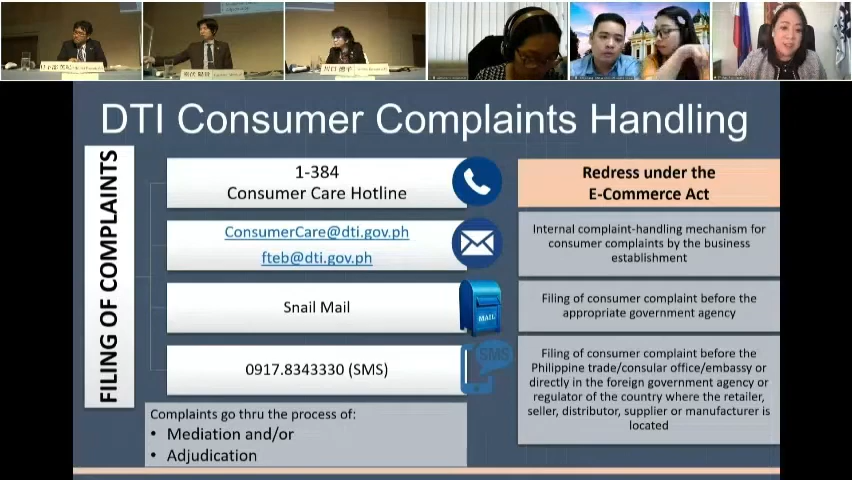 DTI Consumer Complaints Handling
FILING OF COMPLAINTS
1-384
Consumer Care Hotline
ConsumerCare@dti.gov.ph
fteb@dti.gov.ph
Snail Mail
MAIL
0917.8343330 (SMS)
SMS
Complaints go thru the process of:
• Mediation and/or
• Adjudication
Redress under the
E-Commerce Act
Internal complaint-handling mechanism for
consumer complaints by the business
establishment
Filing of consumer complaint before the
appropriate government agency
Filing of consumer complaint before the
Philippine trade/consular office/embassy or
directly in the foreign government agency or
regulator of the country where the retailer,
seller, distributor, supplier or manufacturer is
located